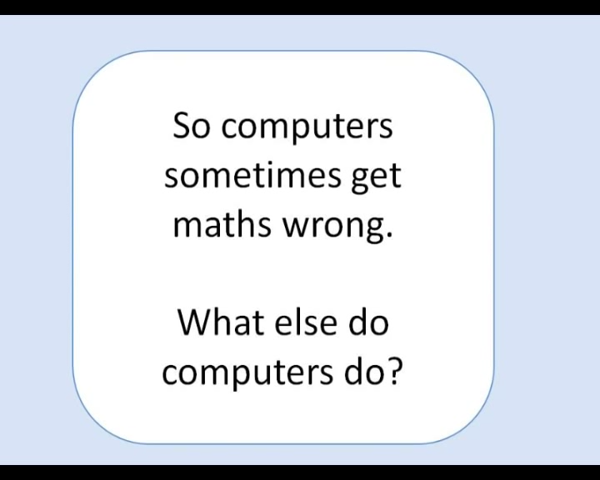 So computers
sometimes get
maths wrong.
What else do
computers do?